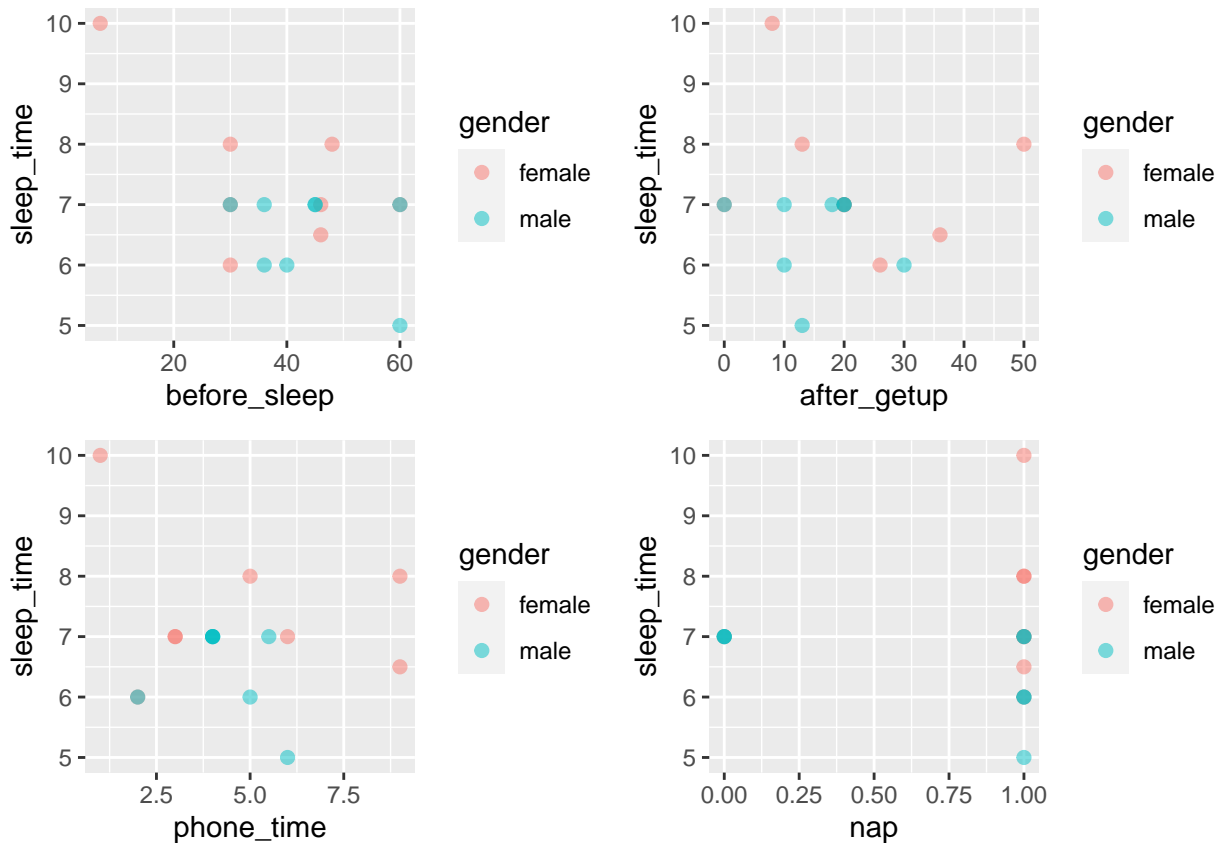 10
9
8
7
6
5
sleep_time
20 40 60
before_sleep
gender
female
male
10
9
8
7
6
5
sleep_time
0 10 20 30 40 50
after_getup
gender
female
male
10
9
8
7
6
5
sleep_time
2.5 5.0 7.5
phone_time
gender
female
male
10
9
8
7
6
5
sleep_time
0.00 0.25 0.50 0.75 1.00
nap
gender
female
male